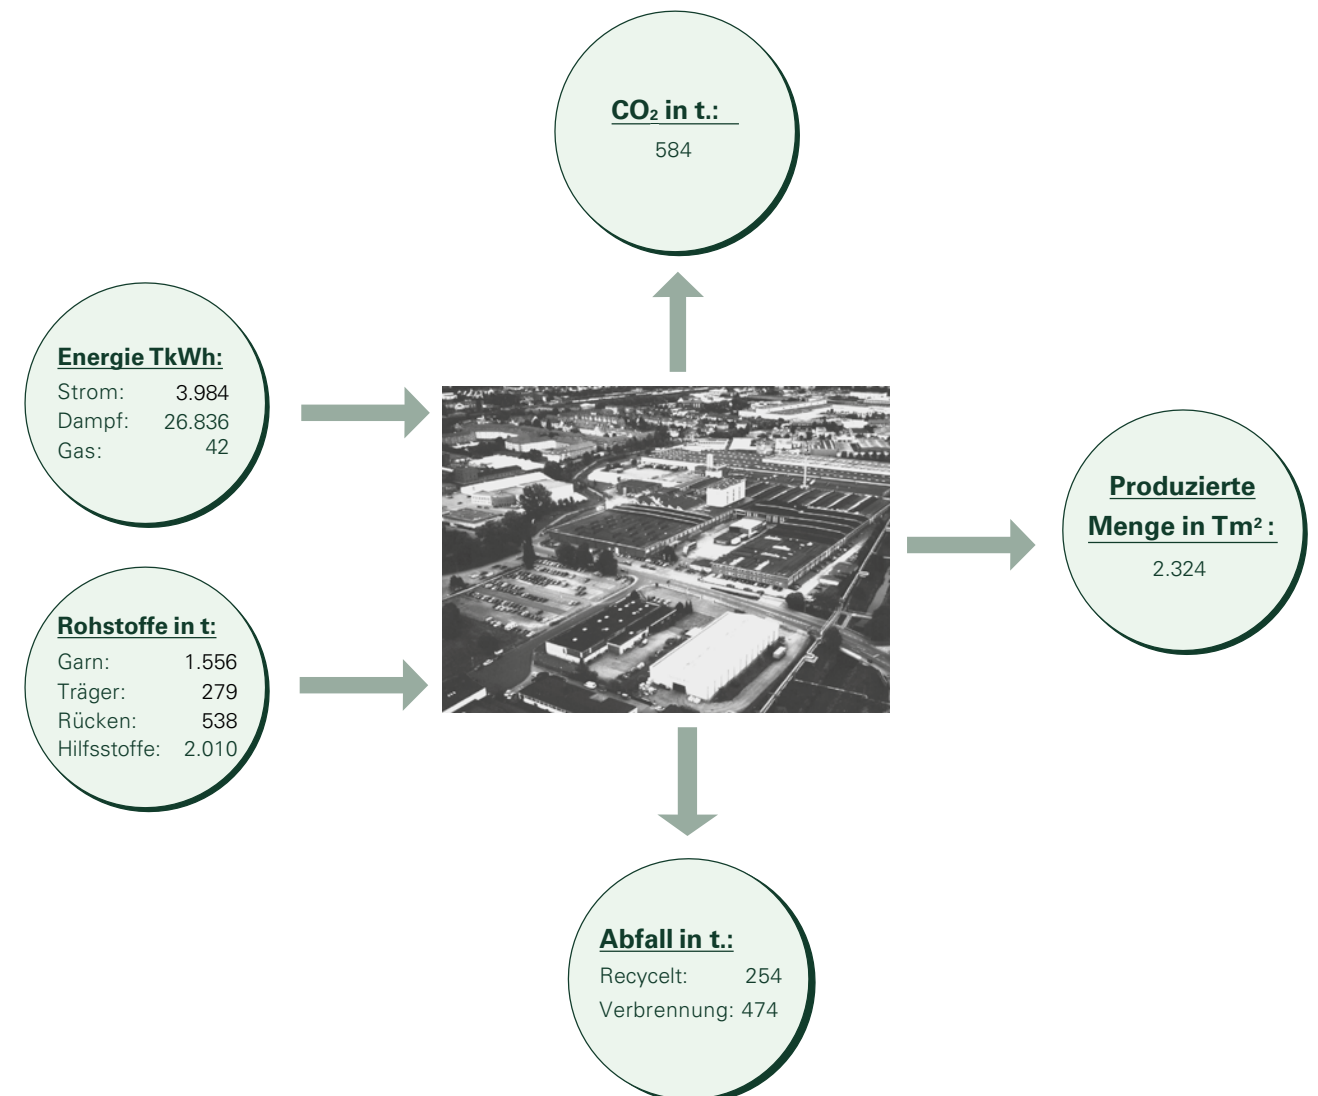 CO₂ in t.:
584
Energie TkWh:
Strom: 3.984
Dampf: 26.836
Gas: 42
Rohstoffe in t:
Garn: 1.556
Träger: 279
Rücken: 538
Hilfsstoffe: 2.010
Produzierte
Menge in Tm² :
2.324
Abfall in t.:
Recycelt: 254
Verbrennung: 474